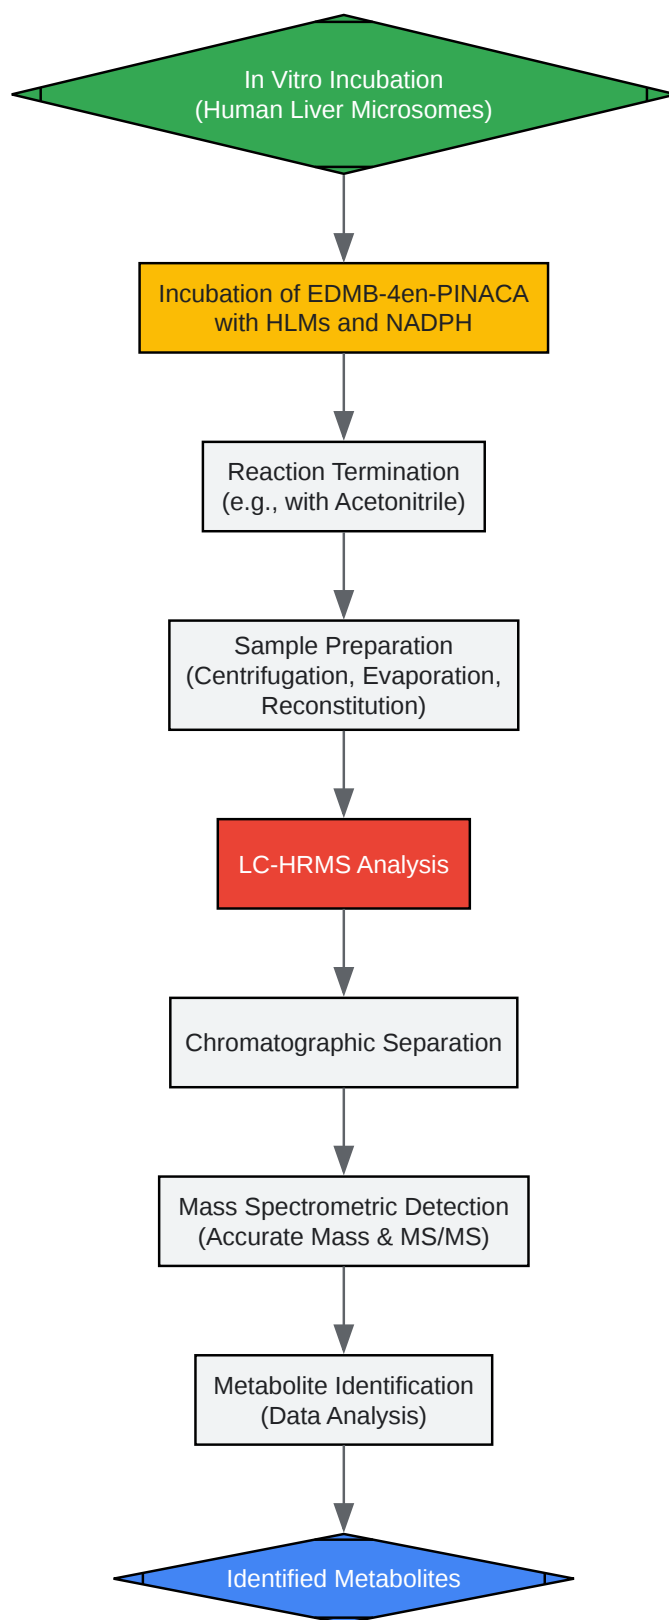 In Vitro Incubation
(Human Liver Microsomes)
Incubation of EDMB-4en-PINACA
with HLMs and NADPH
Reaction Termination
(e.g., with Acetonitrile)
Sample Preparation
(Centrifugation, Evaporation,
Reconstitution)
LC-HRMS Analysis
Chromatographic Separation
Mass Spectrometric Detection
(Accurate Mass & MS/MS)
Metabolite Identification
(Data Analysis)
Identified Metabolites